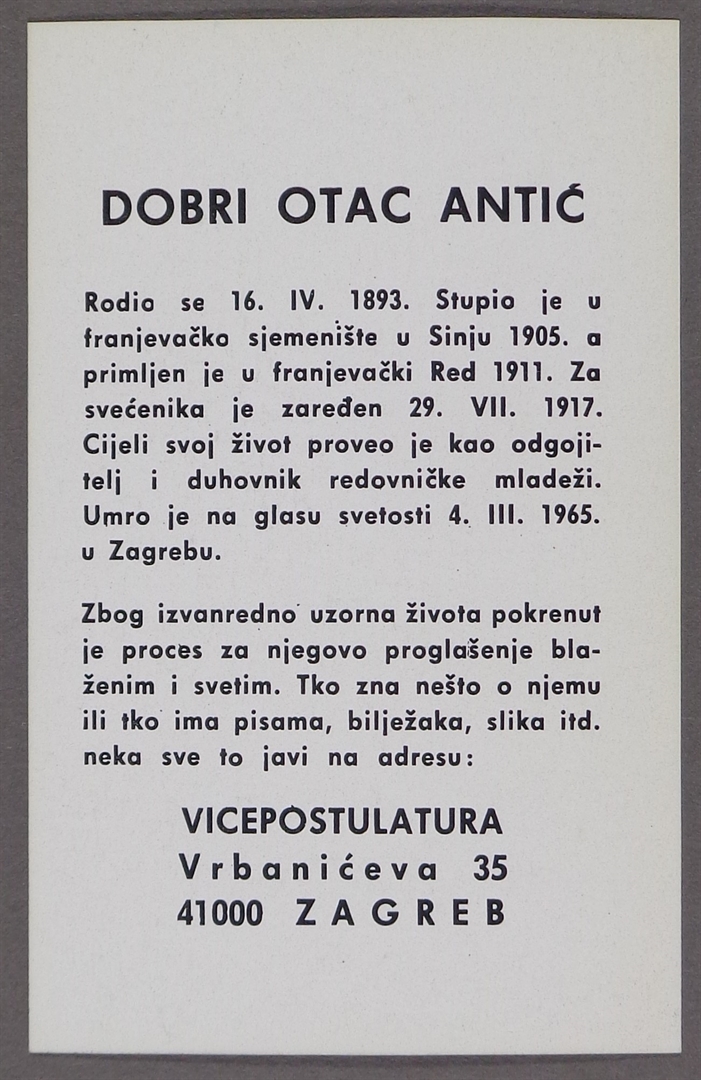 DOBRI OTAC ANTIĆ
Rodio se 16. IV. 1893. Stupio je u
franjevačko sjemenište u Sinju 1905. a
primljen je u franjevački Red 1911. Za
svećenika je zaređen 29. VII. 1917.
Cijeli svoj život proveo je kao odgoji-
telj i duhovnik redovničke mladeži.
Umro je na glasu svetosti 4. III. 1965.
u Zagrebu.
Zbog izvanredno uzorna života pokrenut
je proces za njegovo proglašenje bla-
ženim i svetim. Tko zna nešto o njemu
ili tko ima pisama, bilježaka, slika itd.
neka sve to javi na adresu:
VICEPOSTULATURA
Vrbanićeva 35
41000 ZAGREB